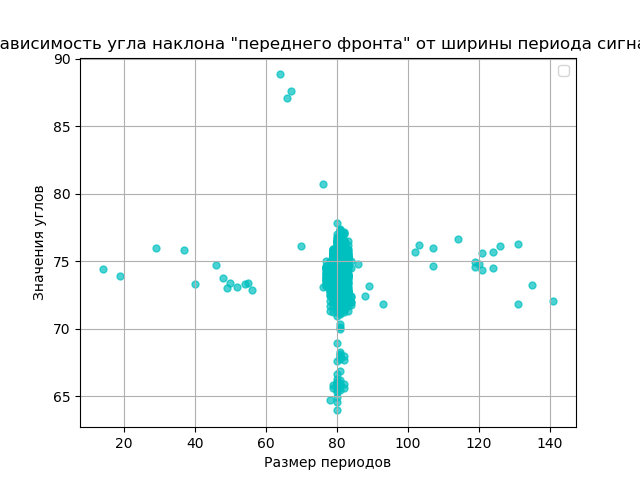 ависимость угла наклона "переднего фронта" от ширины периода сигна
90
85
80
75
70
65
Значения углов
20 40 60 80 100 120 140
Размер периодов